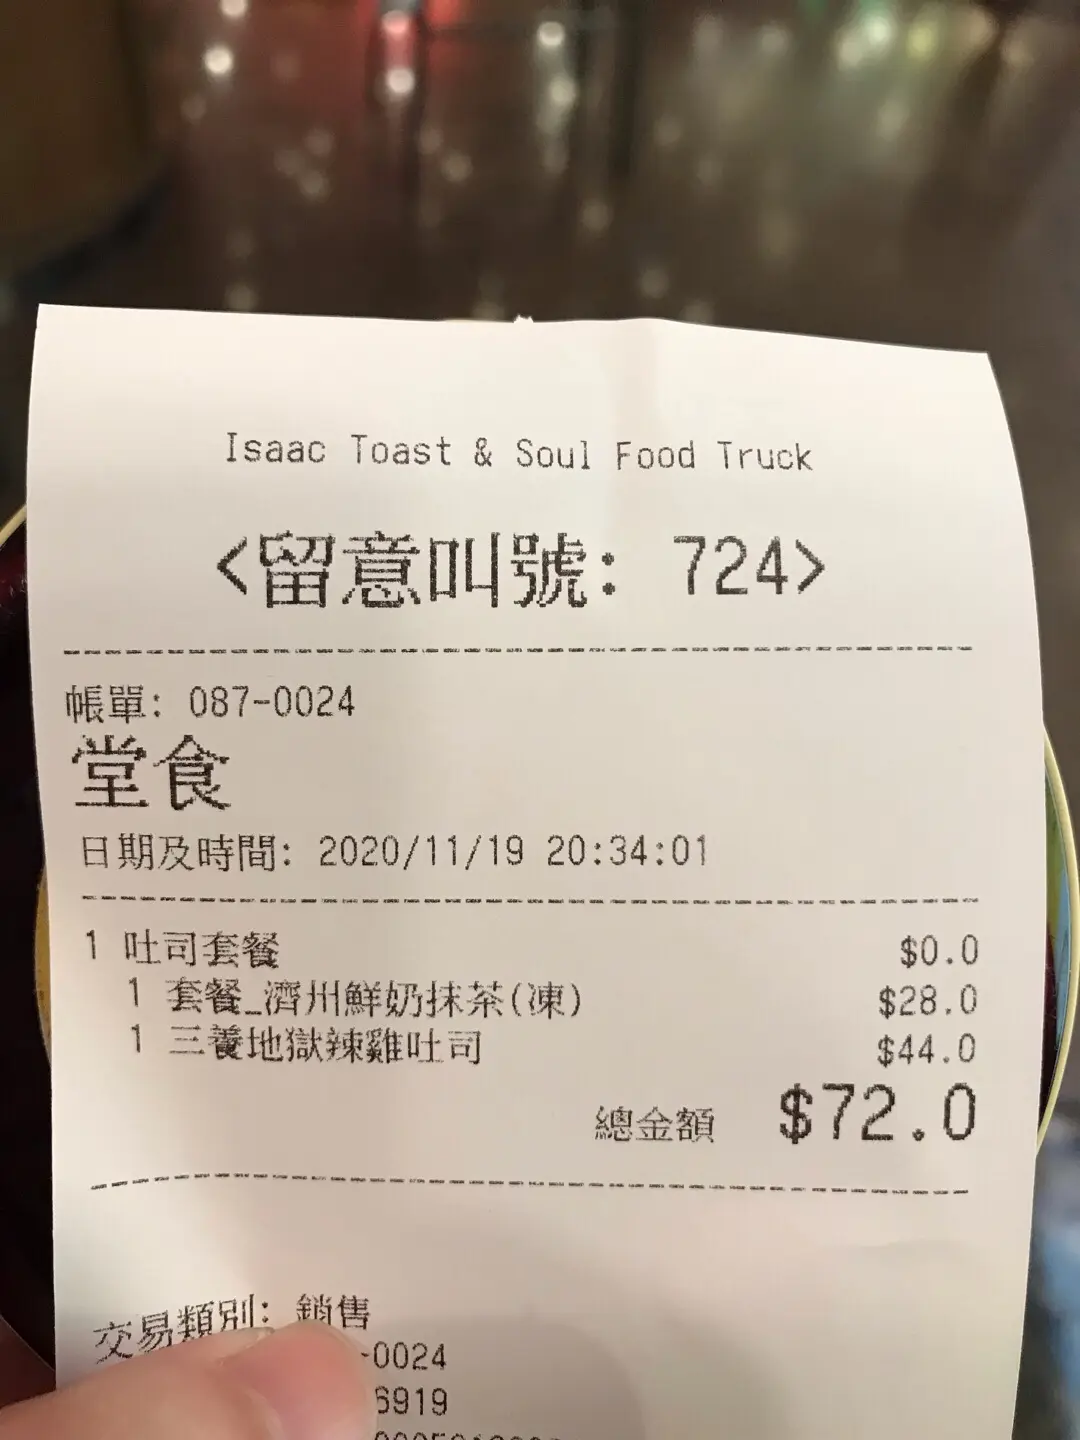 Isaac Toast & Soul Food Truck
<留意叫號: 724>
帳單: 087-0024
堂食
日期及時間: 2020/11/19 20:34:01
1 吐司套餐 $0.0
1 套餐_濟州鮮奶抹茶(凍) $28.0
1 三養地獄辣雞吐司 $44.0
總金額 $72.0
交易類別: 銷售
-0024
6919